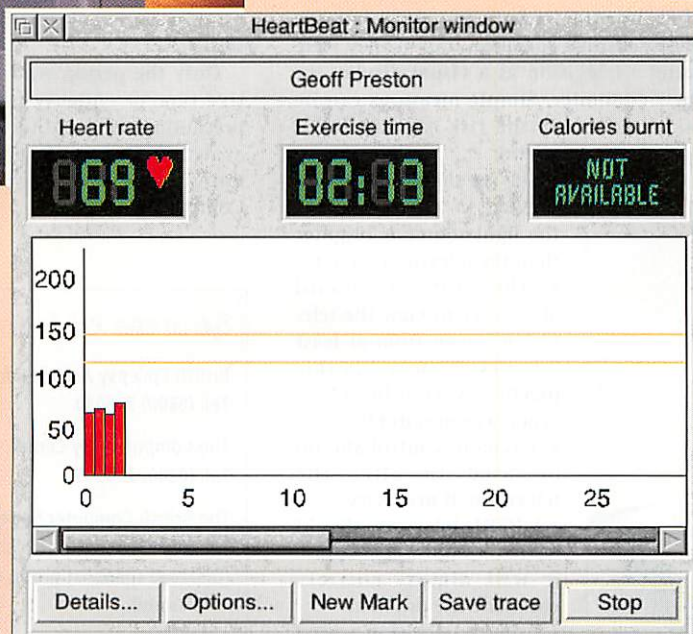 HeartBeat : Monitor window
Geoff Preston
Heart rate Exercise time Calories burnt
69 02:13 NOT
AVAILABLE
200
150
100
50
0
0 5 10 15 20 25
Details... Options... New Mark Save trace Stop